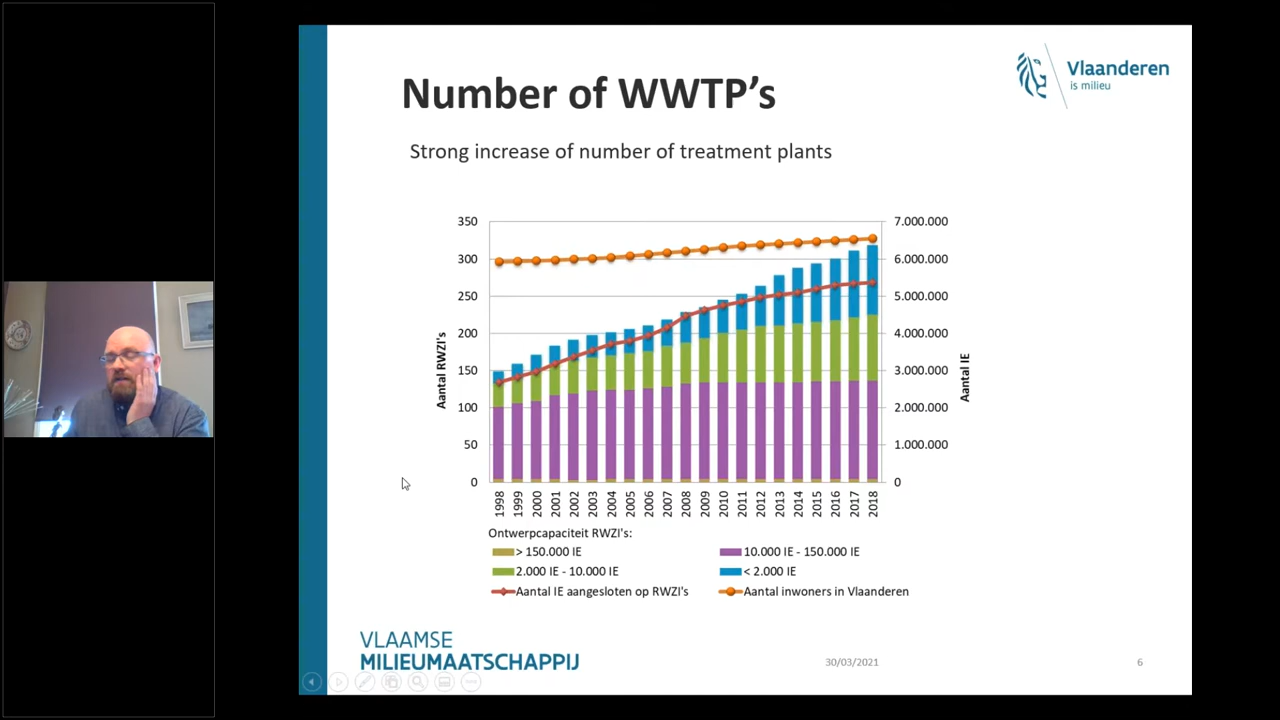 Number of WWTP's
Vlaanderen
is milieu
Strong increase of number of treatment plants
350
300
250
200
150
100
50
0
Aantal RWZI's
7.000.000
6.000.000
5.000.000
4.000.000
3.000.000
2.000.000
1.000.000
0
Aantal IE
1998
1999
2000
2001
2002
2003
2004
2005
2006
2007
2008
2009
2010
2011
2012
2013
2014
2015
2016
2017
2018
Ontwerpcapaciteit RWZI's:
> 150.000 IE
10.000 IE - 150.000 IE
2.000 IE - 10.000 IE
< 2.000 IE
Aantal IE aangesloten op RWZI's
Aantal inwoners in Vlaanderen
VLAAMSE
MILIEUMAATSCHAPPIJ
30/03/2021
6